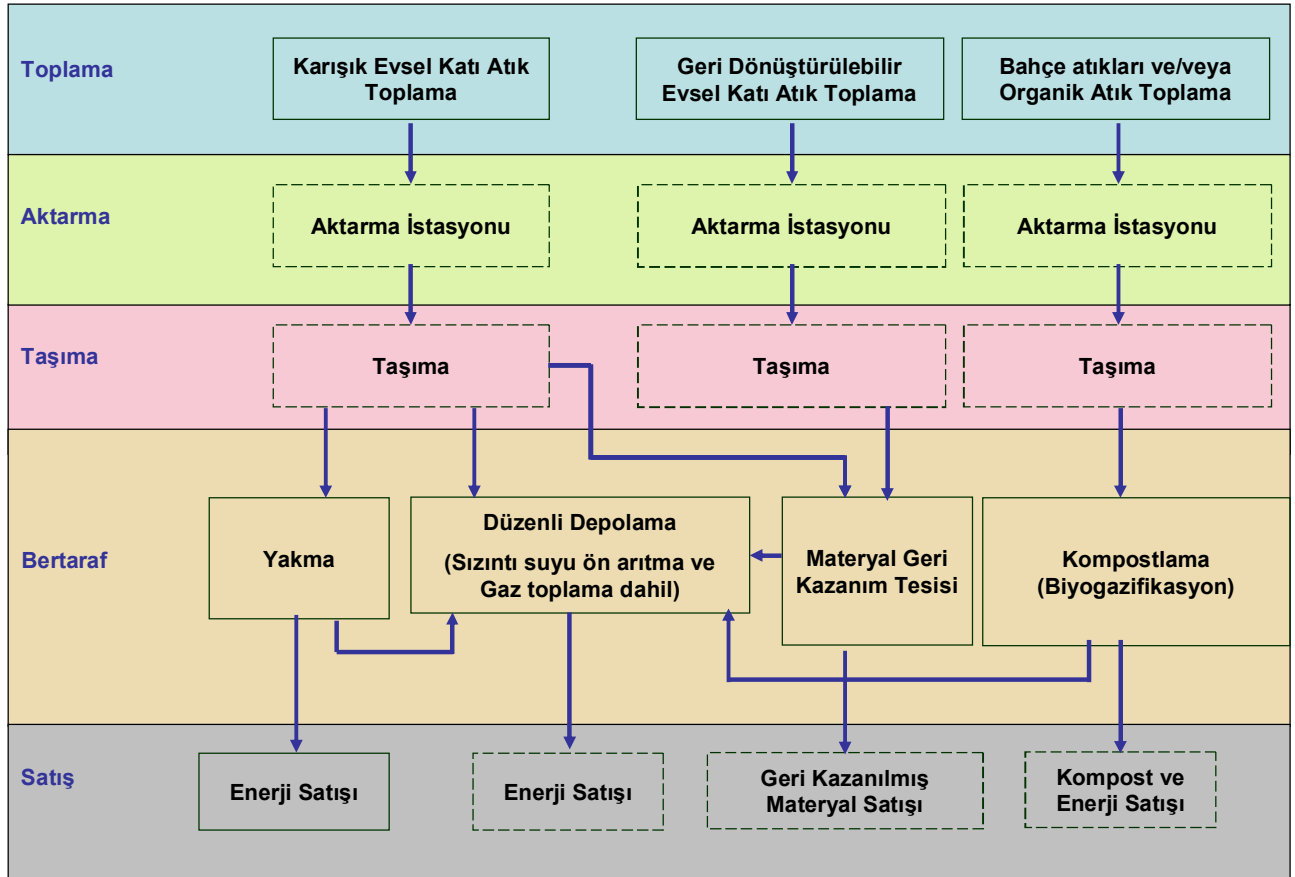 Toplama
Karışık Evsel Katı Atık
Toplama
Geri Dönüştürülebilir
Evsel Katı Atık Toplama
Bahçe atıkları ve/veya
Organik Atık Toplama
Aktarma
Aktarma İstasyonu
Aktarma İstasyonu
Aktarma İstasyonu
Taşıma
Taşıma
Taşıma
Taşıma
Bertaraf
Yakma
Düzenli Depolama
(Sızıntı suyu ön arıtma ve
Gaz toplama dahil)
Materyal Geri
Kazanım Tesisi
Kompostlama
(Biyogazifikasyon)
Satış
Enerji Satışı
Enerji Satışı
Geri Kazanılmış
Materyal Satışı
Kompost ve
Enerji Satışı